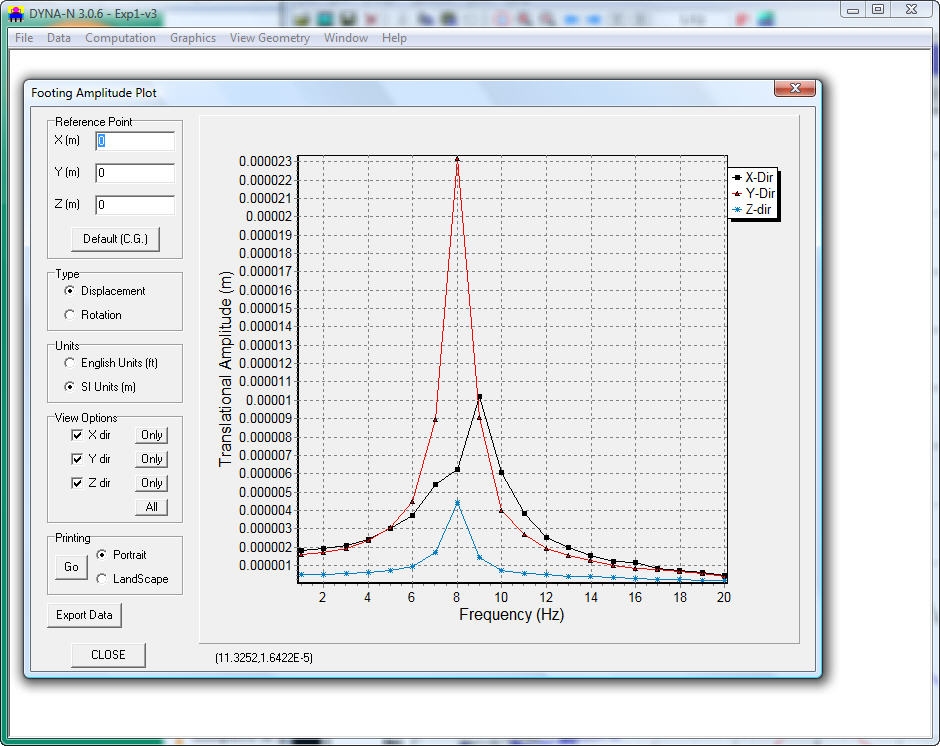 DYNA-N 3.0.6 - Exp1-v3
File Data Computation Graphics View Geometry Window Help
Footing Amplitude Plot
Reference Point
X (m) 0
Y (m) 0
Z (m) 0
Default (C.G.)
Type
Displacement
Rotation
Units
English Units (ft)
SI Units (m)
View Options
X dir Only
Y dir Only
Z dir Only
All
Printing
Go
Portrait
LandScape
Export Data
CLOSE
Translational Amplitude (m)
0.000023
0.000022
0.000021
0.00002
0.000019
0.000018
0.000017
0.000016
0.000015
0.000014
0.000013
0.000012
0.000011
0.00001
0.000009
0.000008
0.000007
0.000006
0.000005
0.000004
0.000003
0.000002
0.000001
2 4 6 8 10 12 14 16 18 20
Frequency (Hz)
X-Dir
Y-Dir
Z-dir
(11.3252,1.6422E-5)